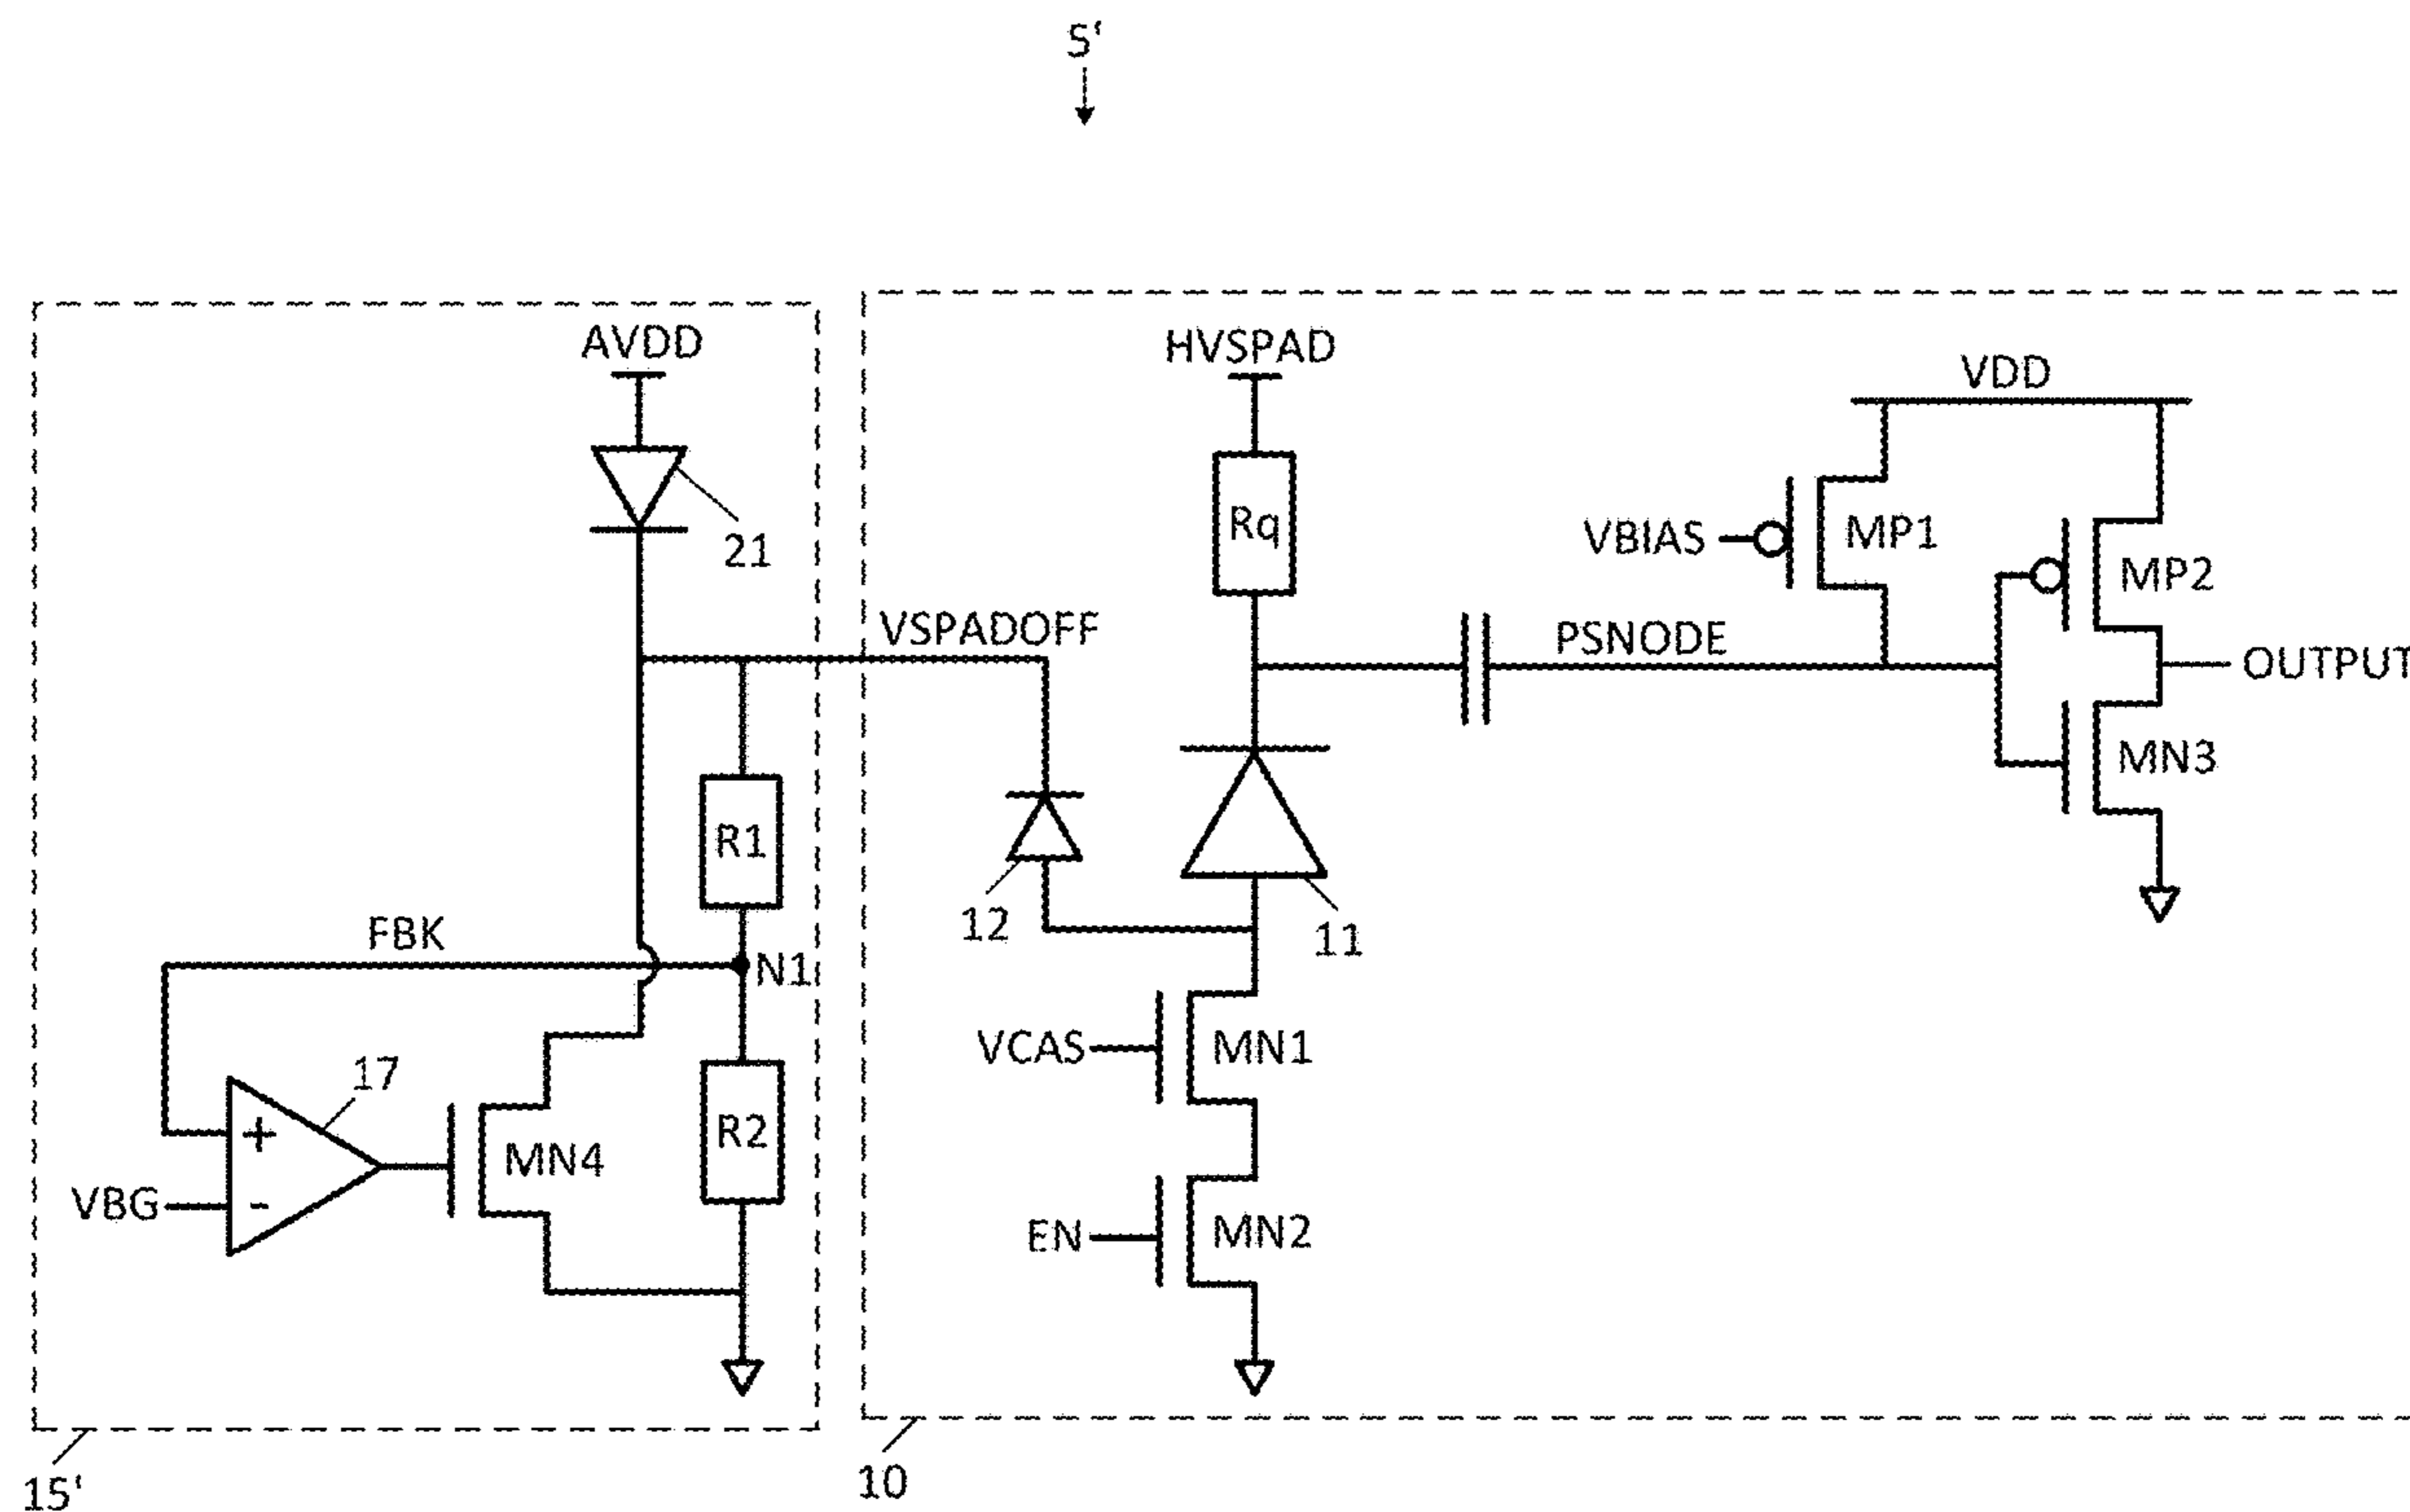 5'
AVDD
HVSPAD
VDD
21
Rq
VBIAS
MP1
MP2
VSPADOFF
PSNODE
OUTPUT
R1
MN3
12
11
FBK
N1
17
VCAS
MN1
+
R2
MN4
VBG
-
EN
MN2
15'
10